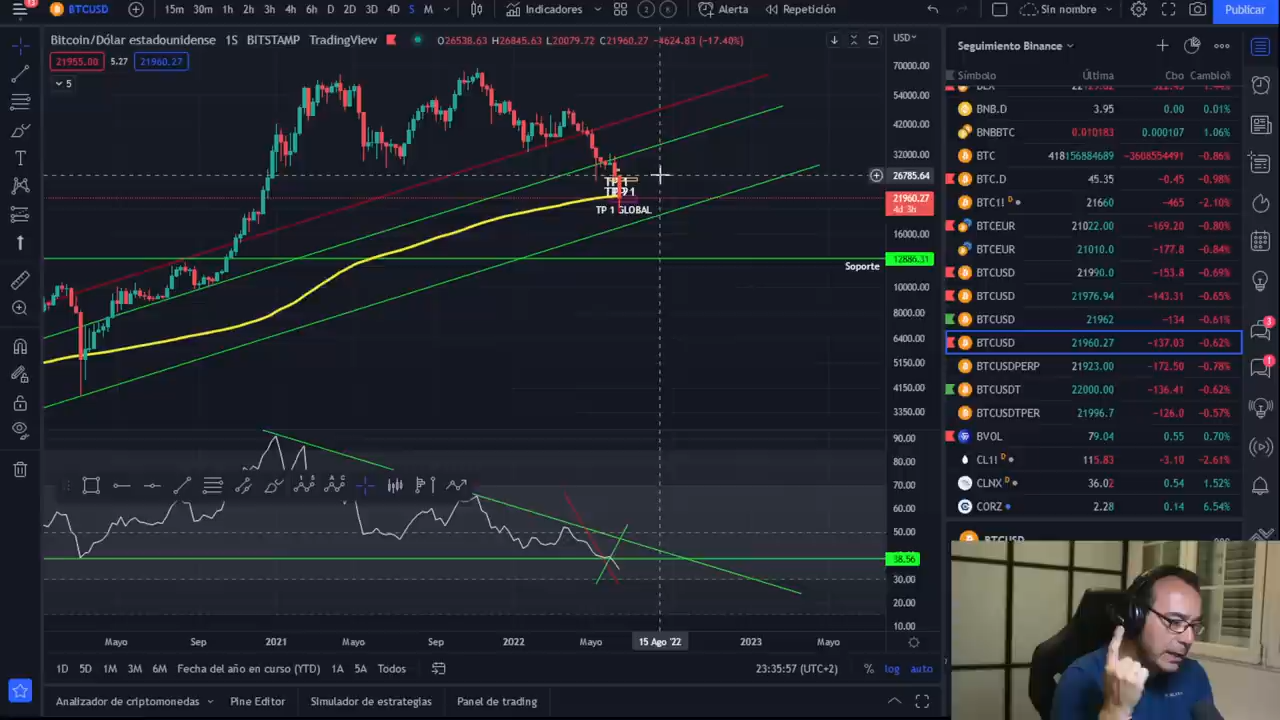 13
BTCUSD
15m 30m 1h 2h 3h 4h 6h D 2D 3D 4D S M
Indicadores
2 8
Alerta
Repetición
Sin nombre
Publicar
Bitcoin/Dólar estadounidense 1S BITSTAMP TradingView
O26538.63 H26845.63 L20079.72 C21960.27 −4624.83 (−17.40%)
21955.00 5.27 21960.27
5
USD
70000.00
54000.00
42000.00
32000.00
26785.64
21960.27
4d 3h
16000.00
12886.31
10000.00
8000.00
6400.00
5150.00
4150.00
3350.00
TP 1
TP 1 GLOBAL
Soporte
90.00
80.00
70.00
60.00
50.00
38.56
30.00
20.00
10.00
Mayo Sep 2021 Mayo Sep 2022 Mayo 15 Ago '22 2023 Mayo
1D 5D 1M 3M 6M Fecha del año en curso (YTD) 1A 5A Todos
23:35:57 (UTC+2) % log auto
Analizador de criptomonedas Pine Editor Simulador de estrategias Panel de trading
Seguimiento Binance
Símbolo Última Cbo Cambio%
BNB.D 3.95 0.00 0.01%
BNBBTC 0.010183 0.000107 1.06%
BTC 418156884689 −3608554491 −0.86%
BTC.D 45.35 −0.45 −0.98%
BTC1! D 21660 −465 −2.10%
BTCEUR 21022.00 −169.20 −0.80%
BTCEUR 21010.0 −177.8 −0.84%
BTCUSD 21990.0 −153.8 −0.69%
BTCUSD 21976.94 −143.31 −0.65%
BTCUSD 21962 −134 −0.61%
BTCUSD 21960.27 −137.03 −0.62%
BTCUSDPERP 21923.00 −172.50 −0.78%
BTCUSDT 22000.00 −136.41 −0.62%
BTCUSDTPER 21996.7 −126.0 −0.57%
BVOL 79.04 0.55 0.70%
CL1! D 115.83 −3.10 −2.61%
CLNX D 36.02 0.54 1.52%
CORZ 2.28 0.14 6.54%
3
1